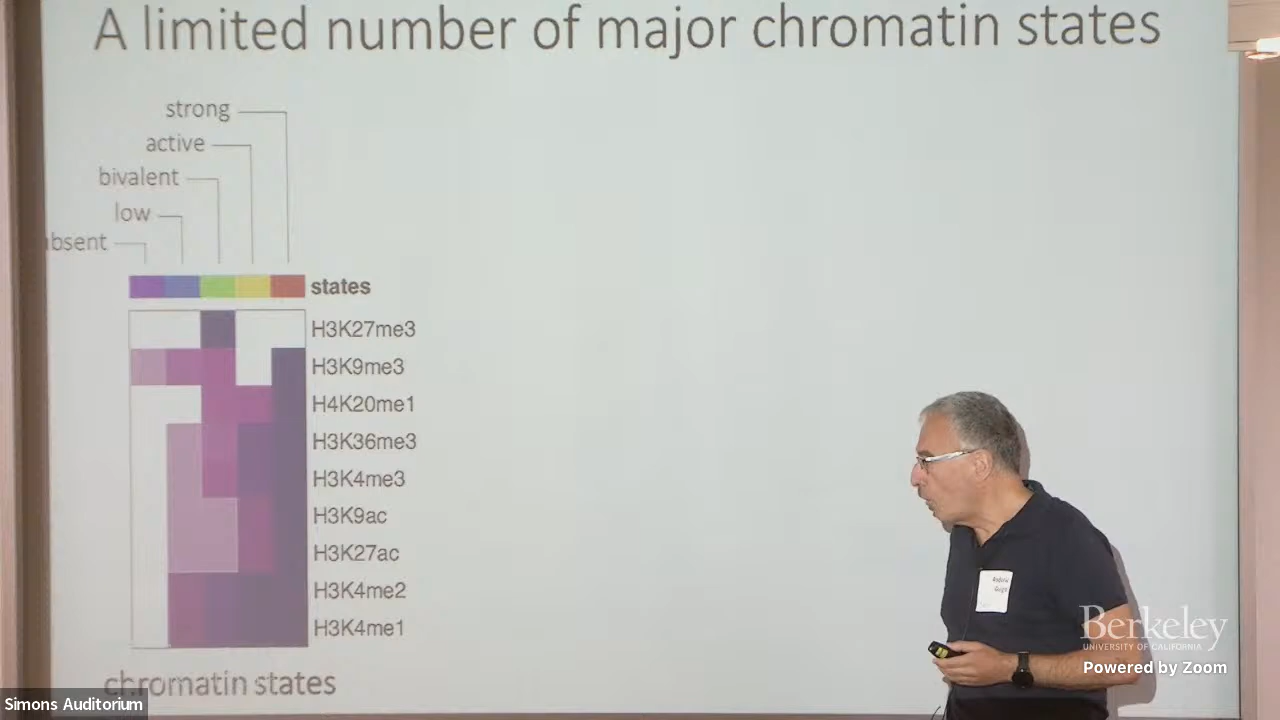 A limited number of major chromatin states
strong
active
bivalent
low
bsent
states
H3K27me3
H3K9me3
H4K20me1
H3K36me3
H3K4me3
H3K9ac
H3K27ac
H3K4me2
H3K4me1
chromatin states
Berkeley
UNIVERSITY OF CALIFORNIA
Powered by Zoom
Simons Auditorium